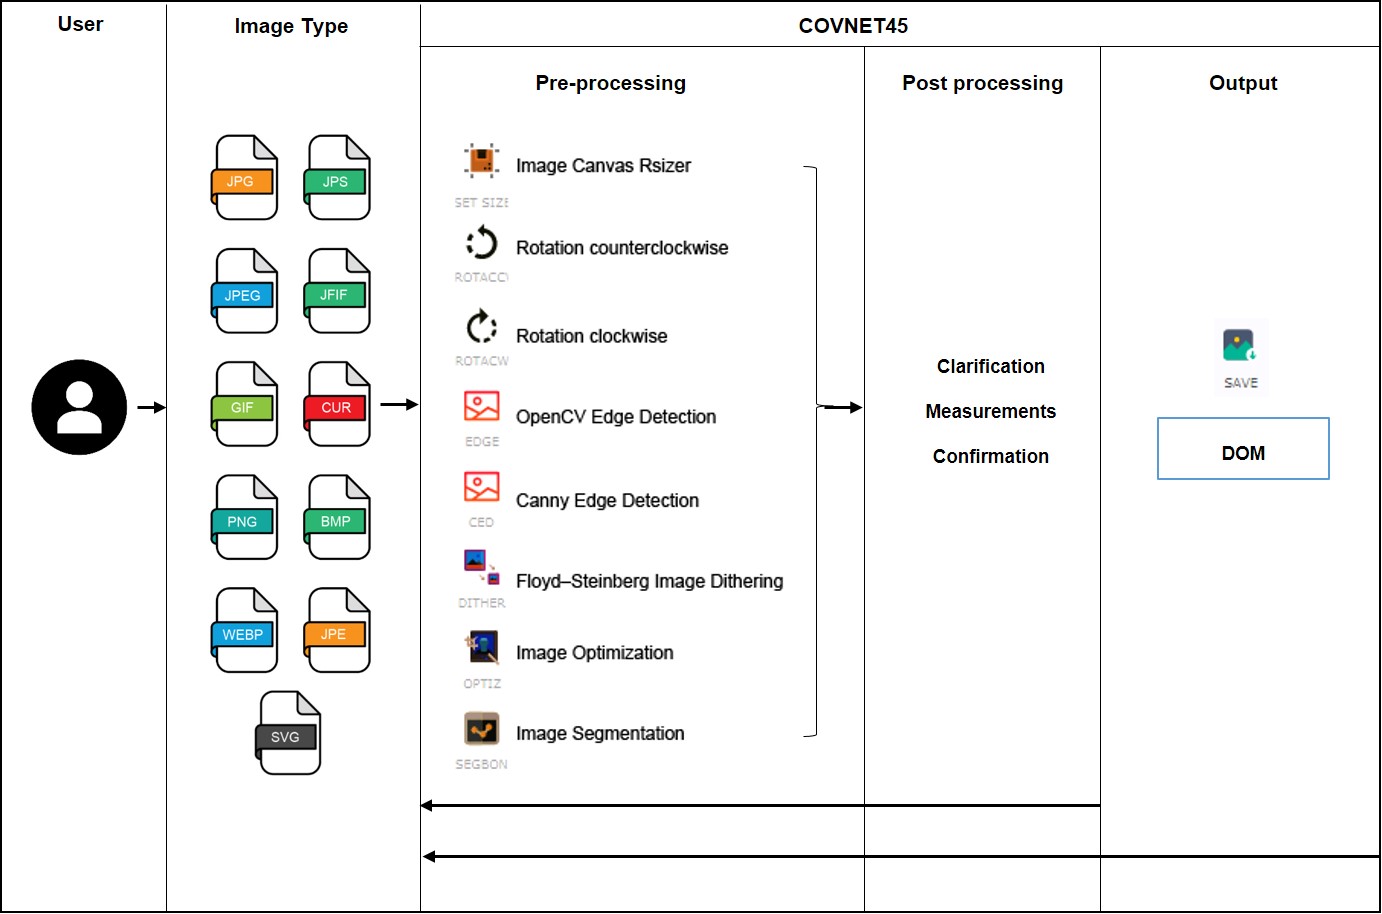 User
Image Type
COVNET45
Pre-processing
Post processing
Output
JPG
JPS
JPEG
JFIF
GIF
CUR
PNG
BMP
WEBP
JPE
SVG
Image Canvas Rsizer
SET SIZE
Rotation counterclockwise
ROTACCW
Rotation clockwise
ROTACW
OpenCV Edge Detection
EDGE
Canny Edge Detection
CED
Floyd–Steinberg Image Dithering
DITHER
Image Optimization
OPTIZ
Image Segmentation
SEGBON
Clarification
Measurements
Confirmation
SAVE
DOM